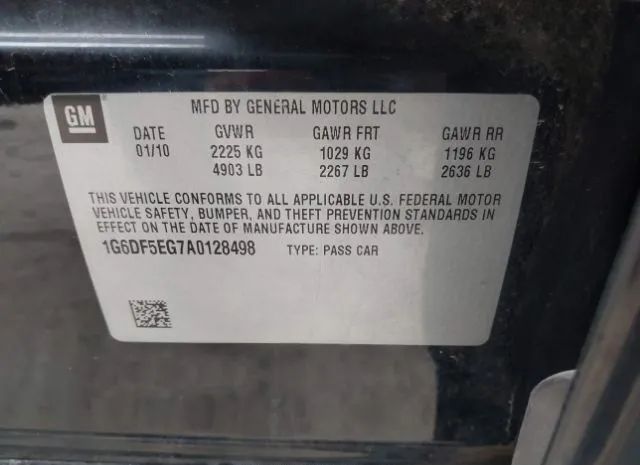 GM
MFD BY GENERAL MOTORS LLC
DATE GVWR GAWR FRT GAWR RR
01/10 2225 KG 1029 KG 1196 KG
4903 LB 2267 LB 2636 LB
THIS VEHICLE CONFORMS TO ALL APPLICABLE U.S. FEDERAL MOTOR
VEHICLE SAFETY, BUMPER, AND THEFT PREVENTION STANDARDS IN
EFFECT ON THE DATE OF MANUFACTURE SHOWN ABOVE.
1G6DF5EG7A0128498 TYPE: PASS CAR